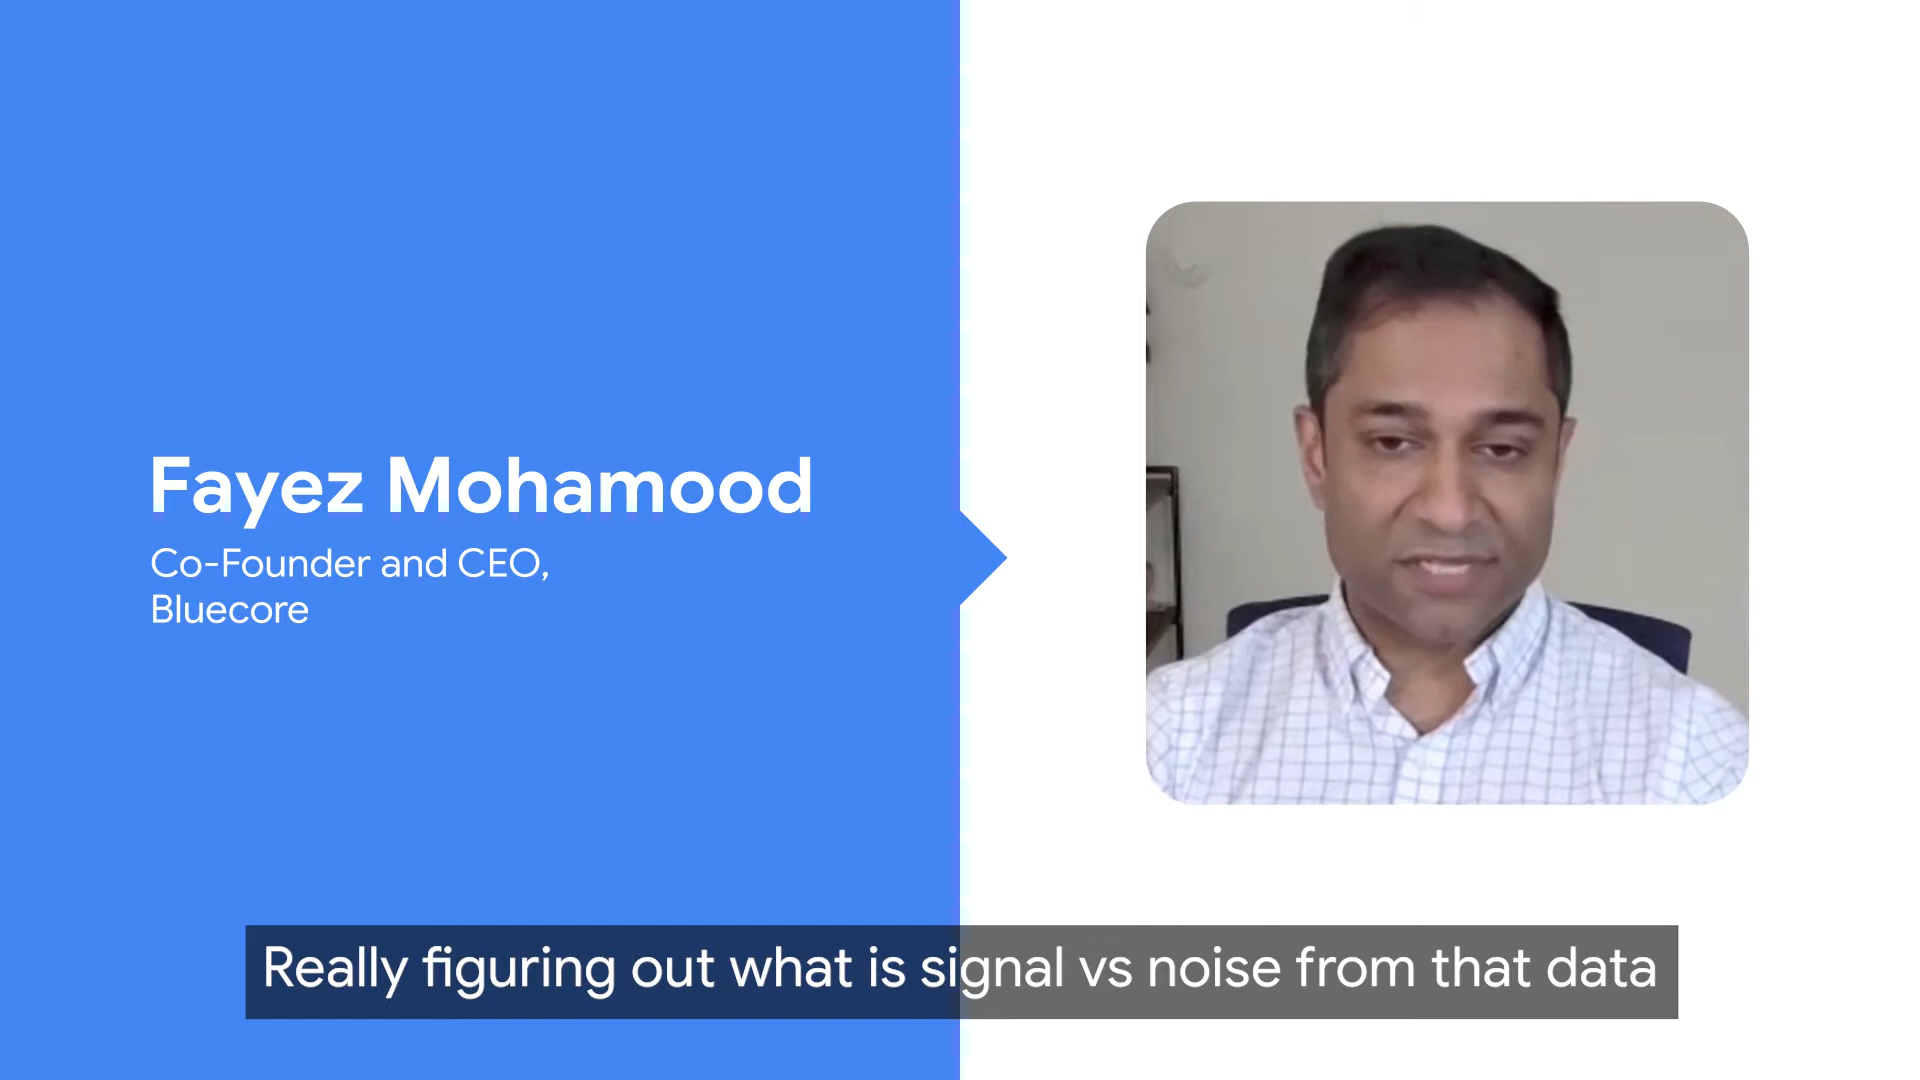 Fayez Mohamood
Co-Founder and CEO,
Bluecore
Really figuring out what is signal vs noise from that data